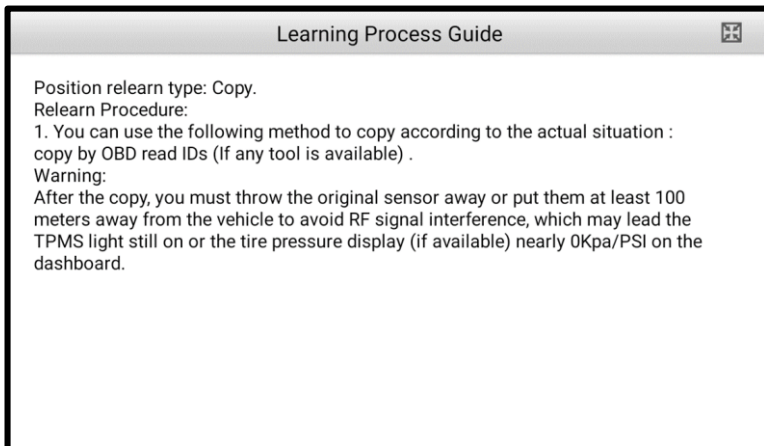 Learning Process Guide
Position relearn type: Copy.
Relearn Procedure:
1. You can use the following method to copy according to the actual situation :
copy by OBD read IDs (If any tool is available) .
Warning:
After the copy, you must throw the original sensor away or put them at least 100
meters away from the vehicle to avoid RF signal interference, which may lead the
TPMS light still on or the tire pressure display (if available) nearly 0Kpa/PSI on the
dashboard.